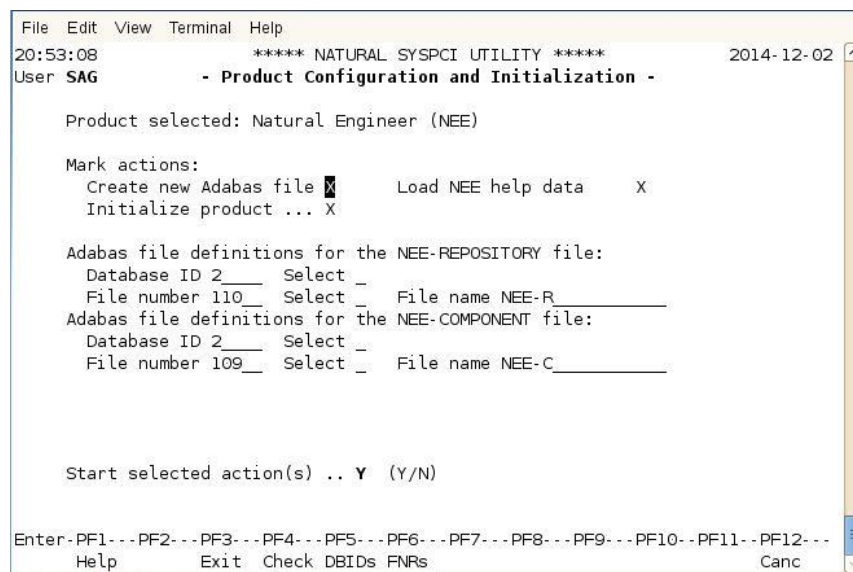 File Edit View Terminal Help
20:53:08 ***** NATURAL SYSPCI UTILITY ***** 2014-12-02
User SAG - Product Configuration and Initialization -
Product selected: Natural Engineer (NEE)
Mark actions:
Create new Adabas file X Load NEE help data X
Initialize product ... X
Adabas file definitions for the NEE-REPOSITORY file:
Database ID 2____ Select _
File number 110__ Select _ File name NEE-R___________
Adabas file definitions for the NEE-COMPONENT file:
Database ID 2____ Select _
File number 109__ Select _ File name NEE-C___________
Start selected action(s) .. Y (Y/N)
Enter-PF1---PF2---PF3---PF4---PF5---PF6---PF7---PF8---PF9---PF10--PF11--PF12---
Help Exit Check DBIDs FNRs Canc